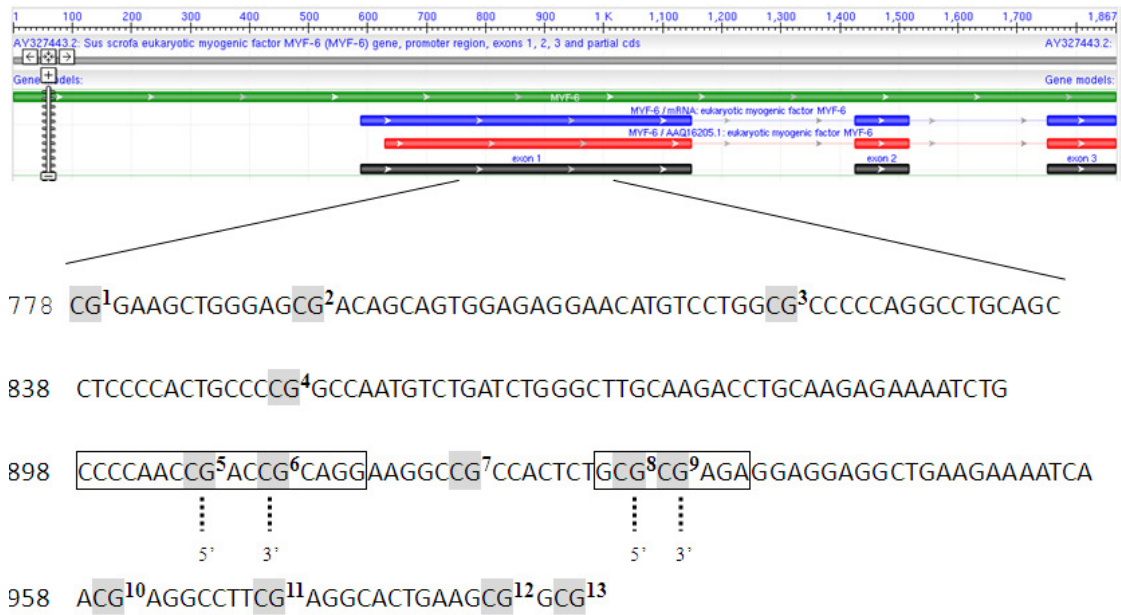 1 100 200 300 400 500 600 700 800 900 1 K 1,100 1,200 1,300 1,400 1,500 1,600 1,700 1,867
AY327443.2: Sus scrofa eukaryotic myogenic factor MYF-6 (MYF-6) gene, promoter region, exons 1, 2, 3 and partial cds AY327443.2:
Gene models: Gene models:
MYF-6
MYF-6 / mRNA: eukaryotic myogenic factor MYF-6
MYF-6 / AAQ16205.1: eukaryotic myogenic factor MYF-6
exon 1 exon 2 exon 3
778 CG1GAAGCTGGGAGCG2ACAGCAGTGGAGAGGAACATGTCCTGGCG3CCCCCAGGCCTGCAGC
838 CTCCCCACTGCCCCG4GCCAATGTCTGATCTGGGCTTGCAAGACCTGCAAGAGAAAATCTG
898 CCCCAACCG5ACCG6CAGGAAGGCCG7CCACTCTGCG8CG9AGAGGAGGAGGCTGAAGAAAATCA
5’ 3’ 5’ 3’
958 ACG10AGGCCTTCG11AGGCACTGAAGCG12GCG13